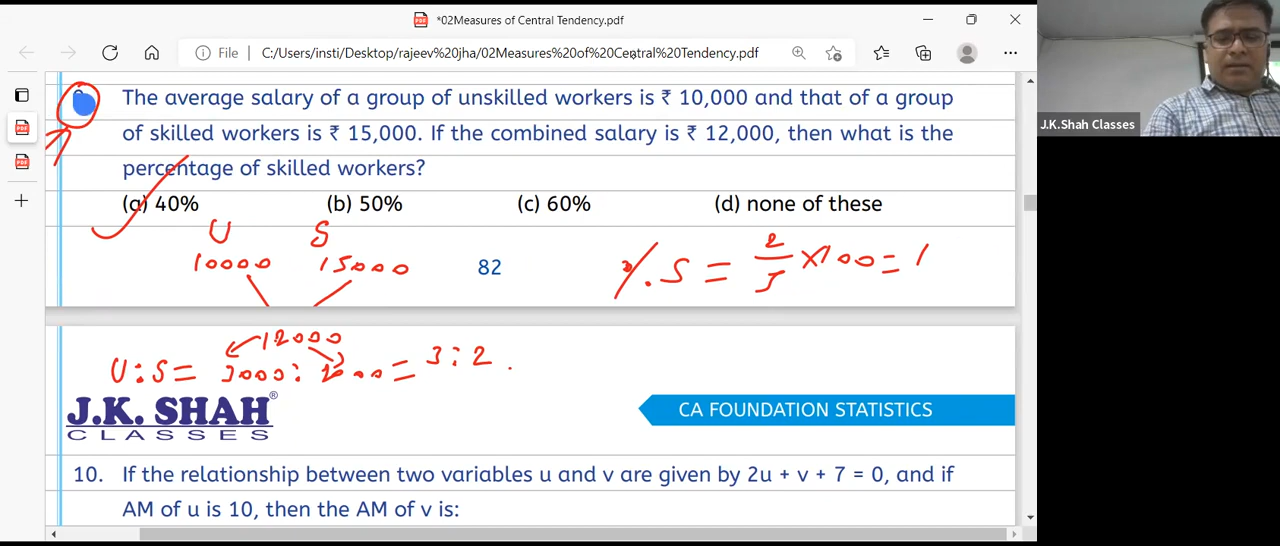 *02Measures of Central Tendency.pdf
File C:/Users/insti/Desktop/rajeev%20jha/02Measures%20of%20Central%20Tendency.pdf
The average salary of a group of unskilled workers is ₹ 10,000 and that of a group
of skilled workers is ₹ 15,000. If the combined salary is ₹ 12,000, then what is the
percentage of skilled workers?
(a) 40% (b) 50% (c) 60% (d) none of these
U S
10000 15000
82
%. S = 2/5 × 100 = 1
12000
U : S = 3000 : 2000 = 3 : 2 .
J.K. SHAH®
CLASSES
CA FOUNDATION STATISTICS
10. If the relationship between two variables u and v are given by 2u + v + 7 = 0, and if
AM of u is 10, then the AM of v is:
J.K.Shah Classes